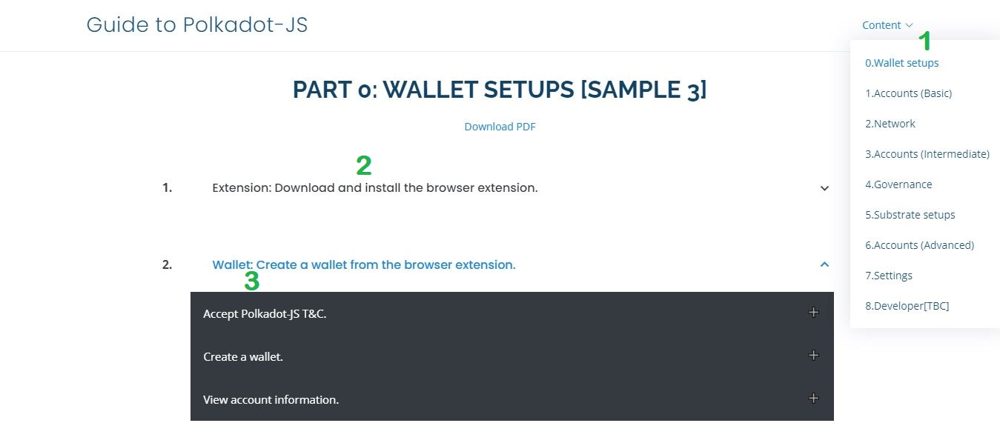 Guide to Polkadot-JS
Content
1
0.Wallet setups
1.Accounts (Basic)
2.Network
3.Accounts (Intermediate)
4.Governance
5.Substrate setups
6.Accounts (Advanced)
7.Settings
8.Developer[TBC]
PART 0: WALLET SETUPS [SAMPLE 3]
Download PDF
2
1. Extension: Download and install the browser extension.
2. Wallet: Create a wallet from the browser extension.
3
Accept Polkadot-JS T&C.
Create a wallet.
View account information.